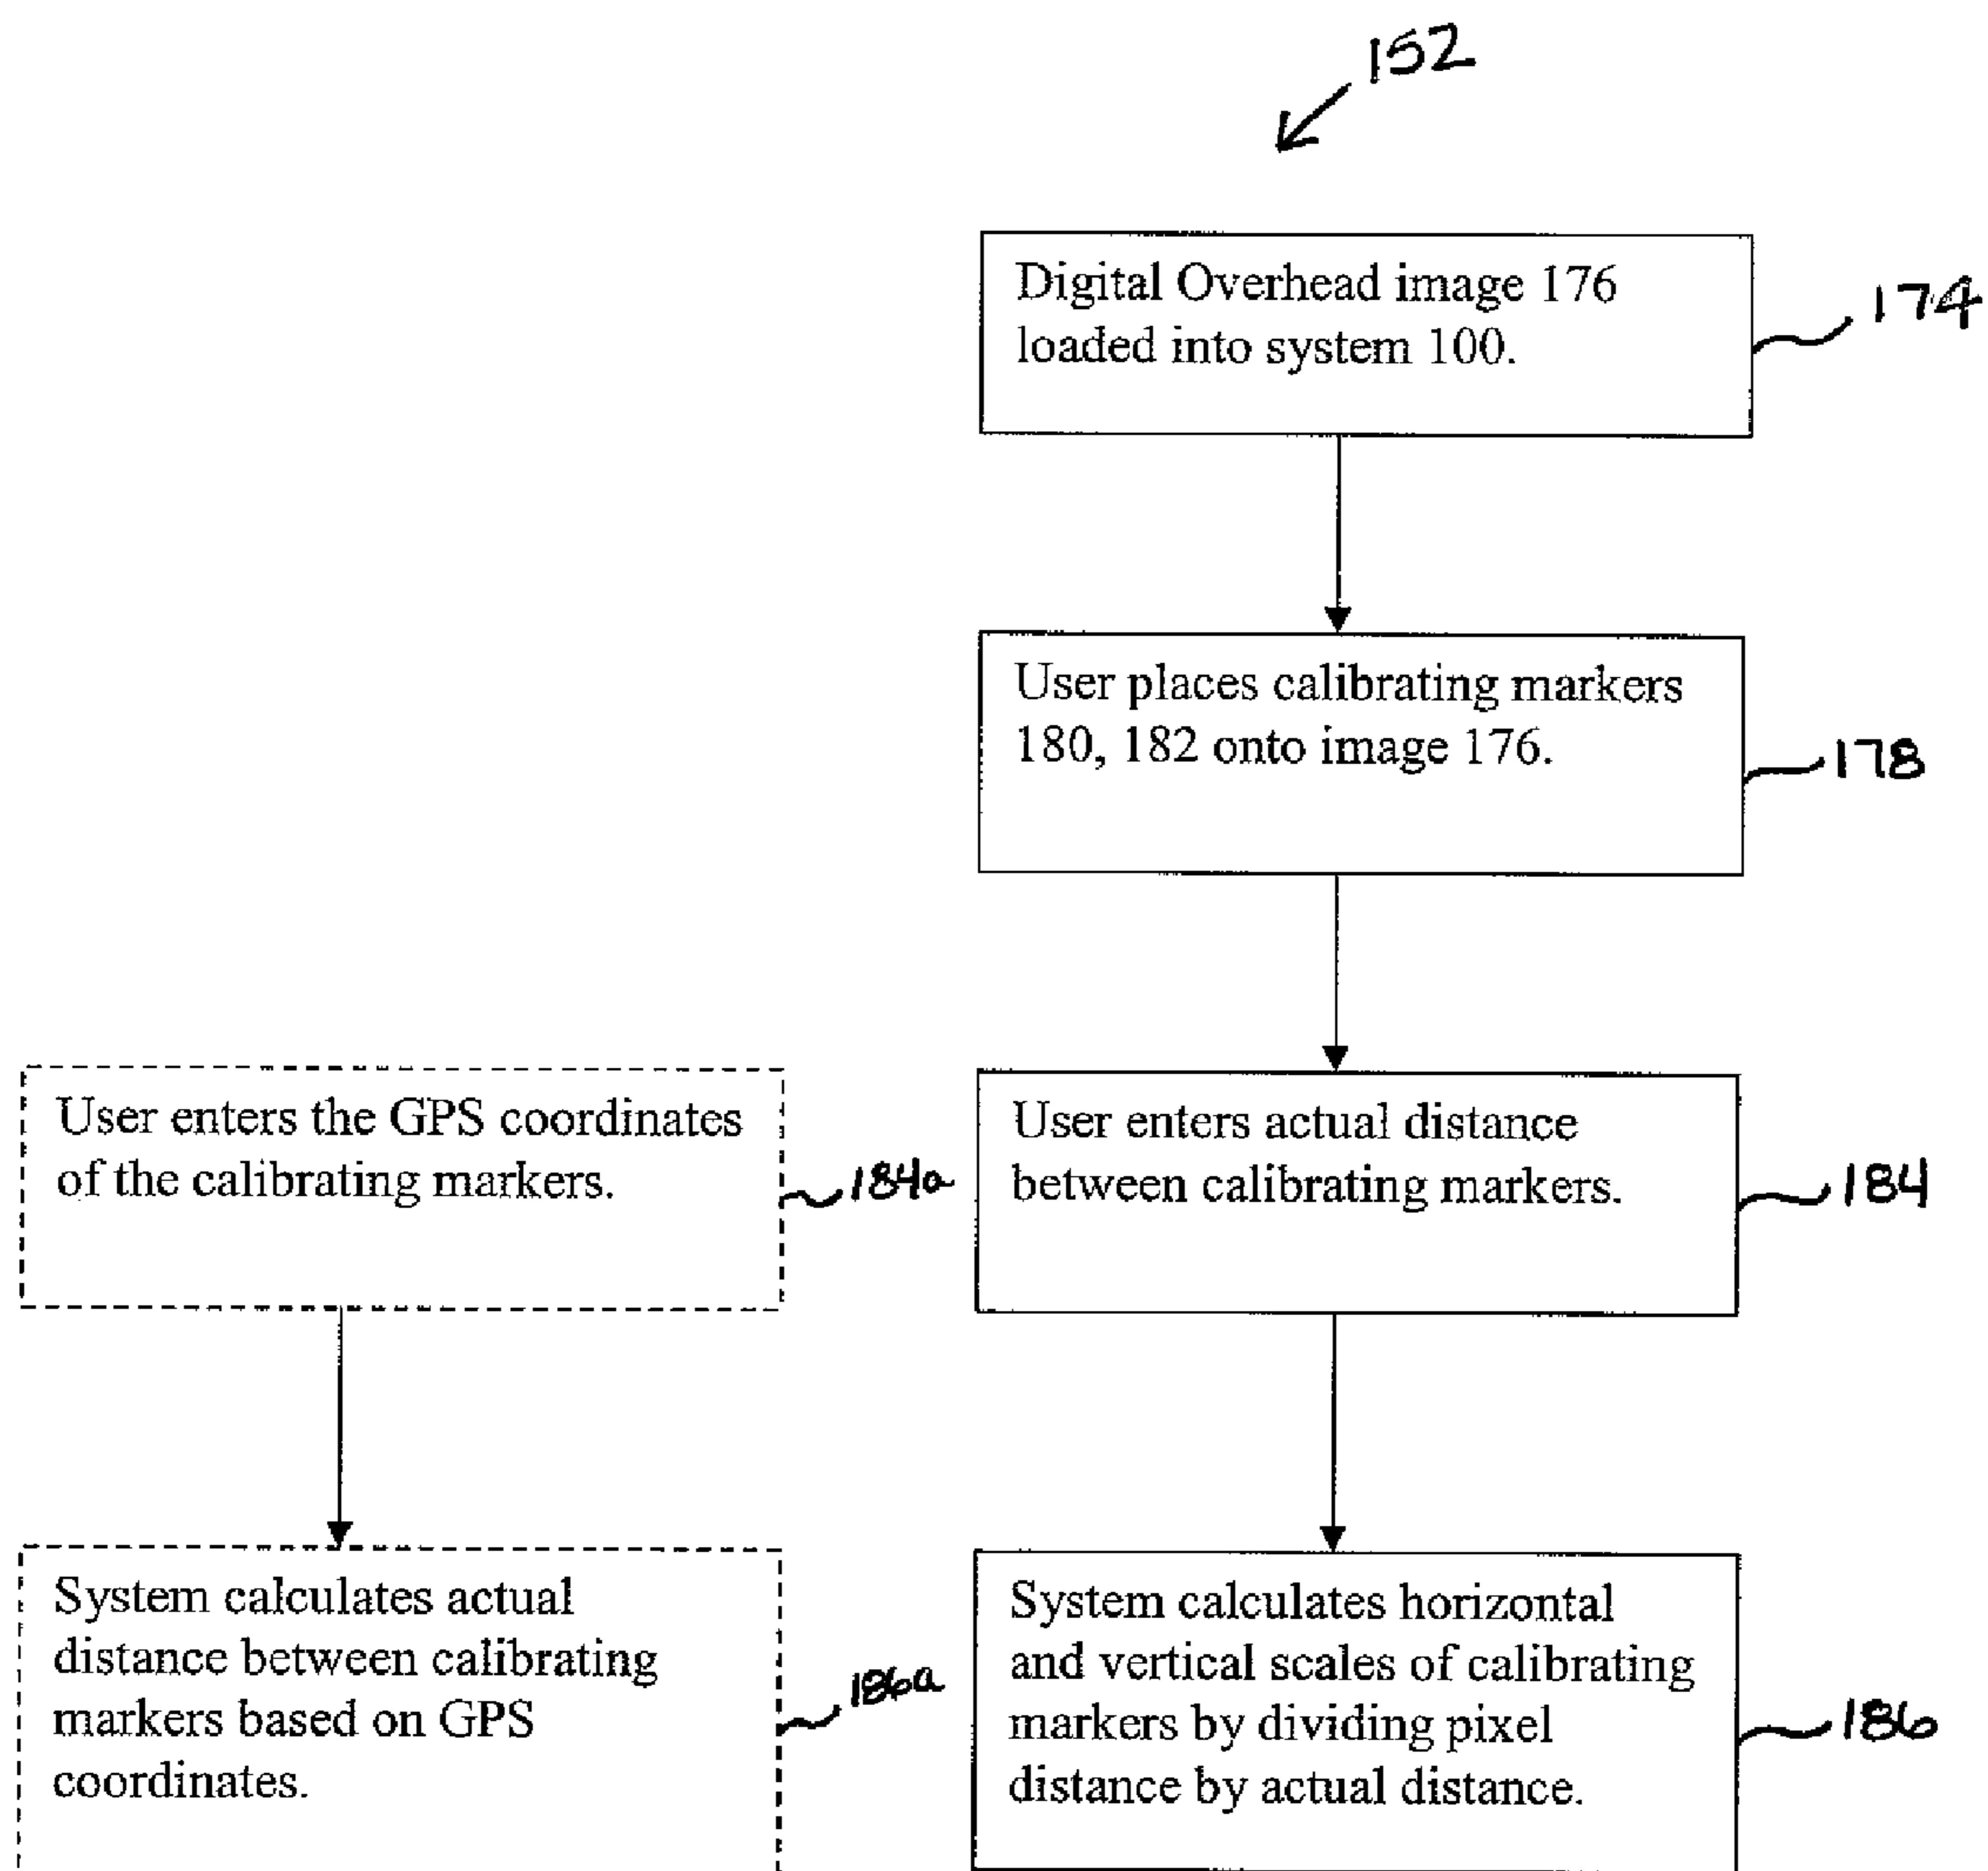 152
Digital Overhead image 176
loaded into system 100.
174
User places calibrating markers
180, 182 onto image 176.
178
User enters the GPS coordinates
of the calibrating markers.
184a
User enters actual distance
between calibrating markers.
184
System calculates actual
distance between calibrating
markers based on GPS
coordinates.
186a
System calculates horizontal
and vertical scales of calibrating
markers by dividing pixel
distance by actual distance.
186